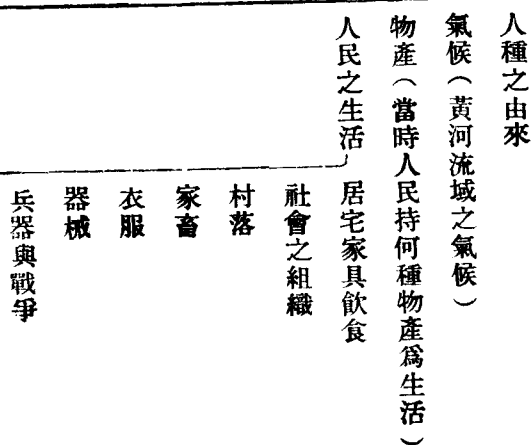 人種之由來
氣候（黃河流域之氣候）
物產（當時人民持何種物產爲生活）
人民之生活
居宅家具飲食
社會之組織
村落
家畜
衣服
器械
兵器與戰爭